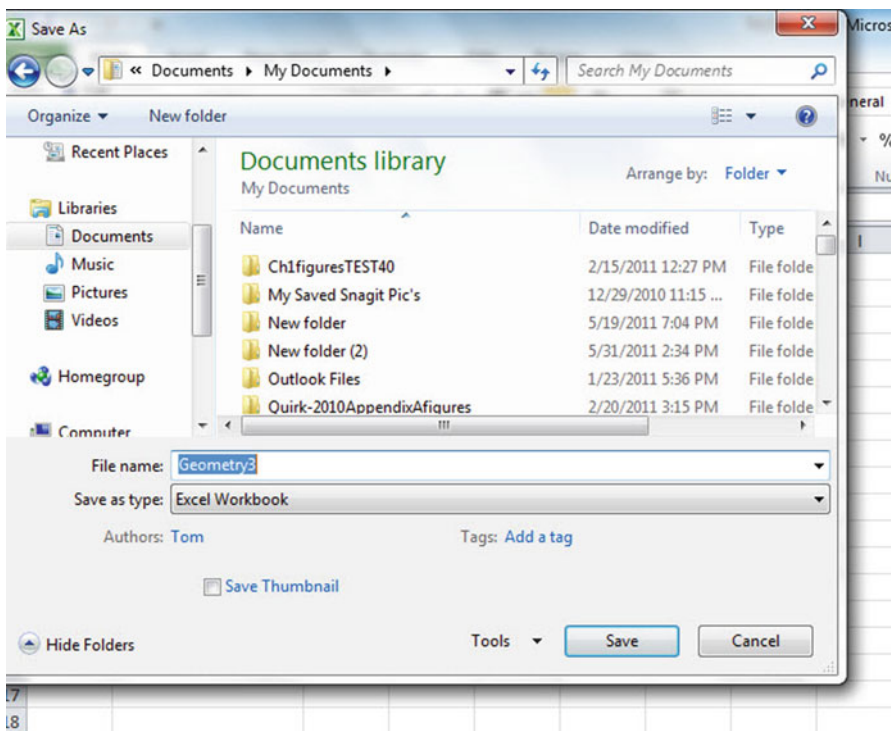 Save As
Micros
« Documents ▸ My Documents ▸
Search My Documents
Organize
New folder
neral
%
Nu
Recent Places
Libraries
Documents
Music
Pictures
Videos
Homegroup
Computer
Documents library
My Documents
Arrange by: Folder
Name Date modified Type
I
Ch1figuresTEST40 2/15/2011 12:27 PM File folde
My Saved Snagit Pic's 12/29/2010 11:15 ... File folde
New folder 5/19/2011 7:04 PM File folde
New folder (2) 5/31/2011 2:34 PM File folde
Outlook Files 1/23/2011 5:36 PM File folde
Quirk-2010AppendixAfigures 2/20/2011 3:15 PM File folde
File name: Geometry3
Save as type: Excel Workbook
Authors: Tom
Tags: Add a tag
Save Thumbnail
Hide Folders
Tools
Save
Cancel
17
18